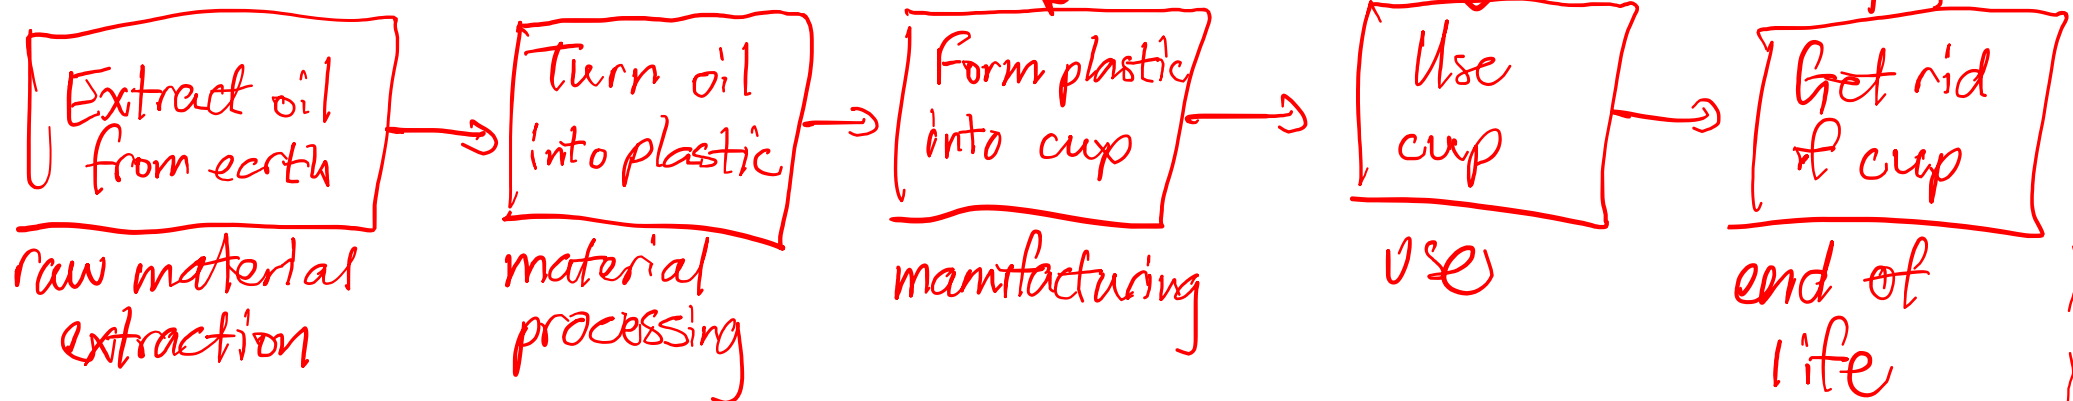 Extract oil
from earth
raw material
extraction
Turn oil
into plastic
material
processing
Form plastic
into cup
manufacturing
Use
cup
use
Get rid
of cup
end of
life